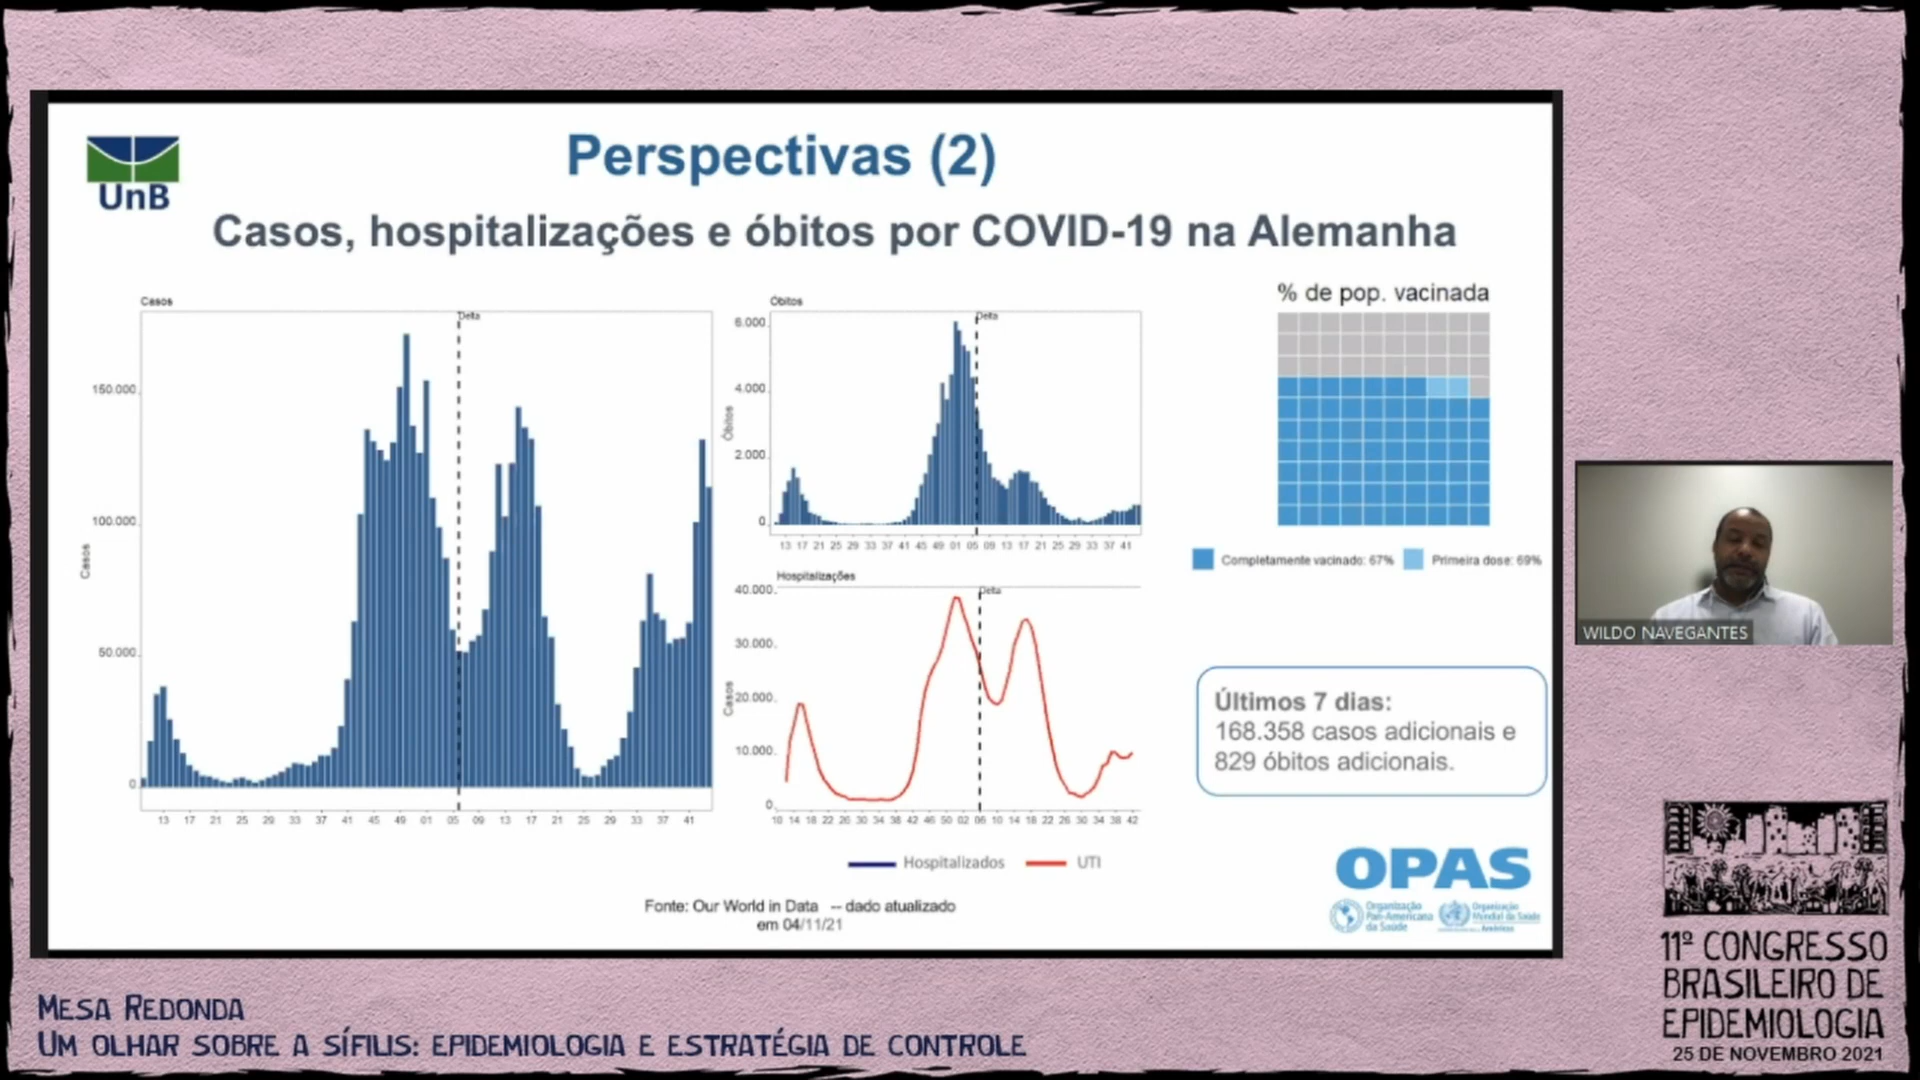 UnB
Perspectivas (2)
Casos, hospitalizações e óbitos por COVID-19 na Alemanha
Casos
Delta
150.000
100.000
50.000
0
Casos
13 17 21 25 29 33 37 41 45 49 01 05 09 13 17 21 25 29 33 37 41
Óbitos
Delta
6.000
4.000
2.000
0
Óbitos
13 17 21 25 29 33 37 41 45 49 01 05 09 13 17 21 25 29 33 37 41
Hospitalizações
Delta
40.000
30.000
20.000
10.000
0
Casos
10 14 18 22 26 30 34 38 42 46 50 02 06 10 14 18 22 26 30 34 38 42
Hospitalizados UTI
Fonte: Our World in Data -- dado atualizado
em 04/11/21
% de pop. vacinada
Completamente vacinado: 67% Primeira dose: 69%
Últimos 7 dias:
168.358 casos adicionais e
829 óbitos adicionais.
OPAS
Organização
Pan-Americana
da Saúde
Organização
Mundial da Saúde
Américas
WILDO NAVEGANTES
11º CONGRESSO
BRASILEIRO DE
EPIDEMIOLOGIA
25 DE NOVEMBRO 2021
MESA REDONDA
UM OLHAR SOBRE A SÍFILIS: EPIDEMIOLOGIA E ESTRATÉGIA DE CONTROLE